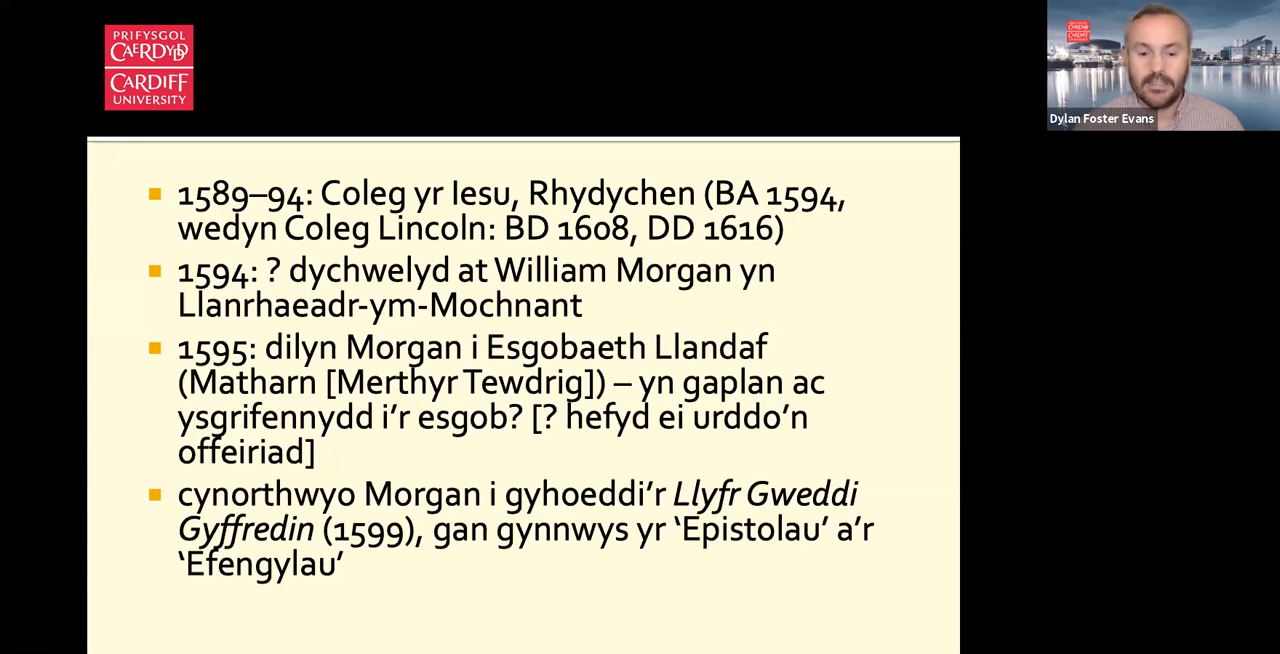 PRIFYSGOL
CAERDYDD
CARDIFF
UNIVERSITY
Dylan Foster Evans
1589–94: Coleg yr Iesu, Rhydychen (BA 1594,
wedyn Coleg Lincoln: BD 1608, DD 1616)
1594: ? dychwelyd at William Morgan yn
Llanrhaeadr-ym-Mochnant
1595: dilyn Morgan i Esgobaeth Llandaf
(Matharn [Merthyr Tewdrig]) – yn gaplan ac
ysgrifennydd i’r esgob? [? hefyd ei urddo’n
offeiriad]
cynorthwyo Morgan i gyhoeddi’r Llyfr Gweddi
Gyffredin (1599), gan gynnwys yr ‘Epistolau’ a’r
‘Efengylau’